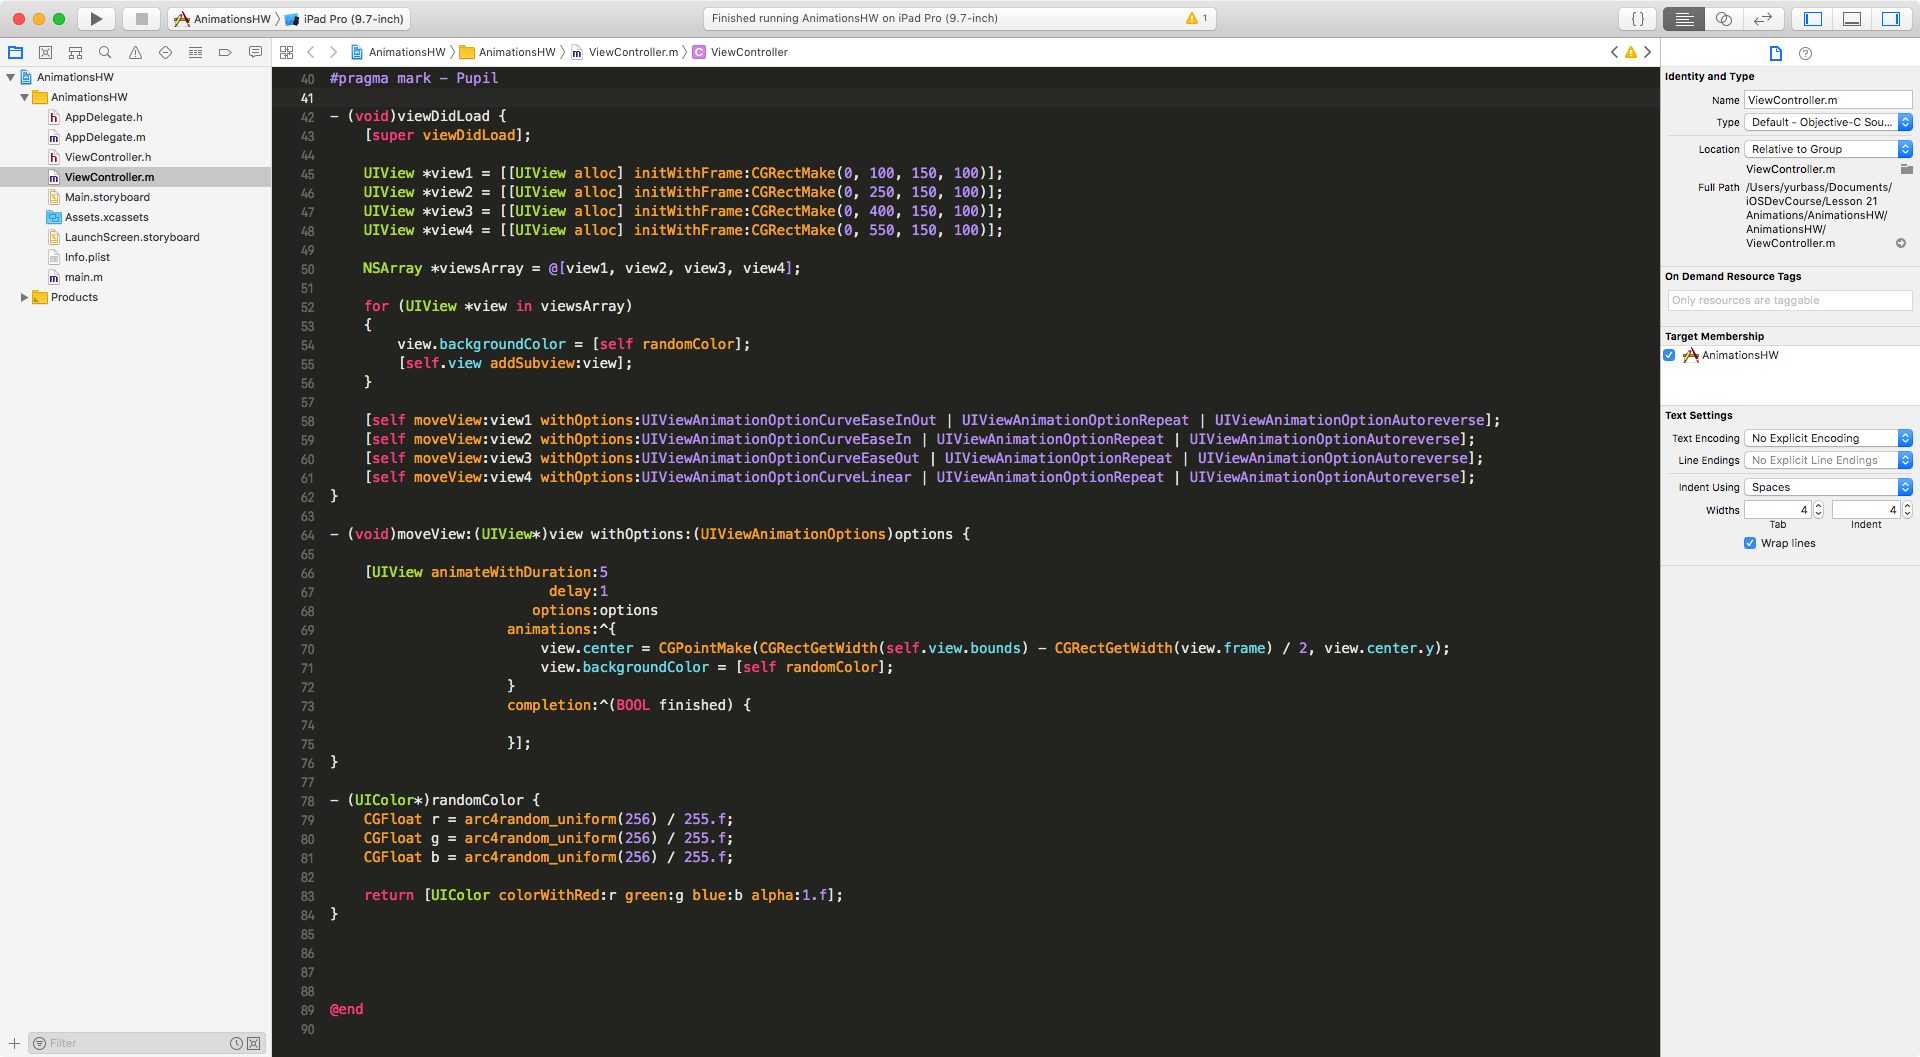 AnimationsHW iPad Pro (9.7-inch)
Finished running AnimationsHW on iPad Pro (9.7-inch)
1
{}
AnimationsHW AnimationsHW ViewController.m C ViewController
AnimationsHW
AnimationsHW
h AppDelegate.h
m AppDelegate.m
h ViewController.h
m ViewController.m
Main.storyboard
Assets.xcassets
LaunchScreen.storyboard
Info.plist
m main.m
Products
Filter
40 #pragma mark - Pupil
41
42 - (void)viewDidLoad {
43 [super viewDidLoad];
44
45 UIView *view1 = [[UIView alloc] initWithFrame:CGRectMake(0, 100, 150, 100)];
46 UIView *view2 = [[UIView alloc] initWithFrame:CGRectMake(0, 250, 150, 100)];
47 UIView *view3 = [[UIView alloc] initWithFrame:CGRectMake(0, 400, 150, 100)];
48 UIView *view4 = [[UIView alloc] initWithFrame:CGRectMake(0, 550, 150, 100)];
49
50 NSArray *viewsArray = @[view1, view2, view3, view4];
51
52 for (UIView *view in viewsArray)
53 {
54 view.backgroundColor = [self randomColor];
55 [self.view addSubview:view];
56 }
57
58 [self moveView:view1 withOptions:UIViewAnimationOptionCurveEaseInOut | UIViewAnimationOptionRepeat | UIViewAnimationOptionAutoreverse];
59 [self moveView:view2 withOptions:UIViewAnimationOptionCurveEaseIn | UIViewAnimationOptionRepeat | UIViewAnimationOptionAutoreverse];
60 [self moveView:view3 withOptions:UIViewAnimationOptionCurveEaseOut | UIViewAnimationOptionRepeat | UIViewAnimationOptionAutoreverse];
61 [self moveView:view4 withOptions:UIViewAnimationOptionCurveLinear | UIViewAnimationOptionRepeat | UIViewAnimationOptionAutoreverse];
62 }
63
64 - (void)moveView:(UIView*)view withOptions:(UIViewAnimationOptions)options {
65
66 [UIView animateWithDuration:5
67 delay:1
68 options:options
69 animations:^{
70 view.center = CGPointMake(CGRectGetWidth(self.view.bounds) - CGRectGetWidth(view.frame) / 2, view.center.y);
71 view.backgroundColor = [self randomColor];
72 }
73 completion:^(BOOL finished) {
74
75 }];
76 }
77
78 - (UIColor*)randomColor {
79 CGFloat r = arc4random_uniform(256) / 255.f;
80 CGFloat g = arc4random_uniform(256) / 255.f;
81 CGFloat b = arc4random_uniform(256) / 255.f;
82
83 return [UIColor colorWithRed:r green:g blue:b alpha:1.f];
84 }
85
86
87
88
89 @end
90
Identity and Type
Name ViewController.m
Type Default - Objective-C Sou...
Location Relative to Group
ViewController.m
Full Path /Users/yurbass/Documents/
iOSDevCourse/Lesson 21
Animations/AnimationsHW/
AnimationsHW/
ViewController.m
On Demand Resource Tags
Only resources are taggable
Target Membership
AnimationsHW
Text Settings
Text Encoding No Explicit Encoding
Line Endings No Explicit Line Endings
Indent Using Spaces
Widths 4 4
Tab Indent
Wrap lines